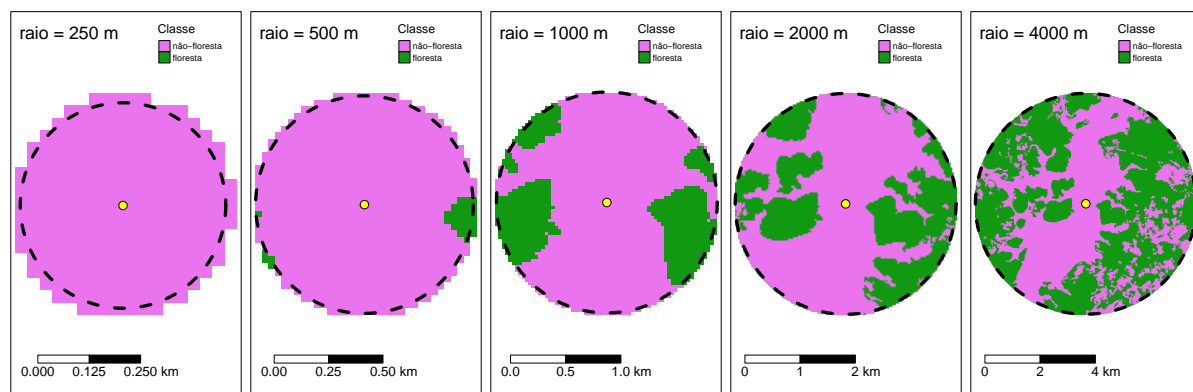 raio = 250 m
Classe
não−floresta
floresta
0.000 0.125 0.250 km
raio = 500 m
Classe
não−floresta
floresta
0.00 0.25 0.50 km
raio = 1000 m
Classe
não−floresta
floresta
0.0 0.5 1.0 km
raio = 2000 m
Classe
não−floresta
floresta
0 1 2 km
raio = 4000 m
Classe
não−floresta
floresta
0 2 4 km